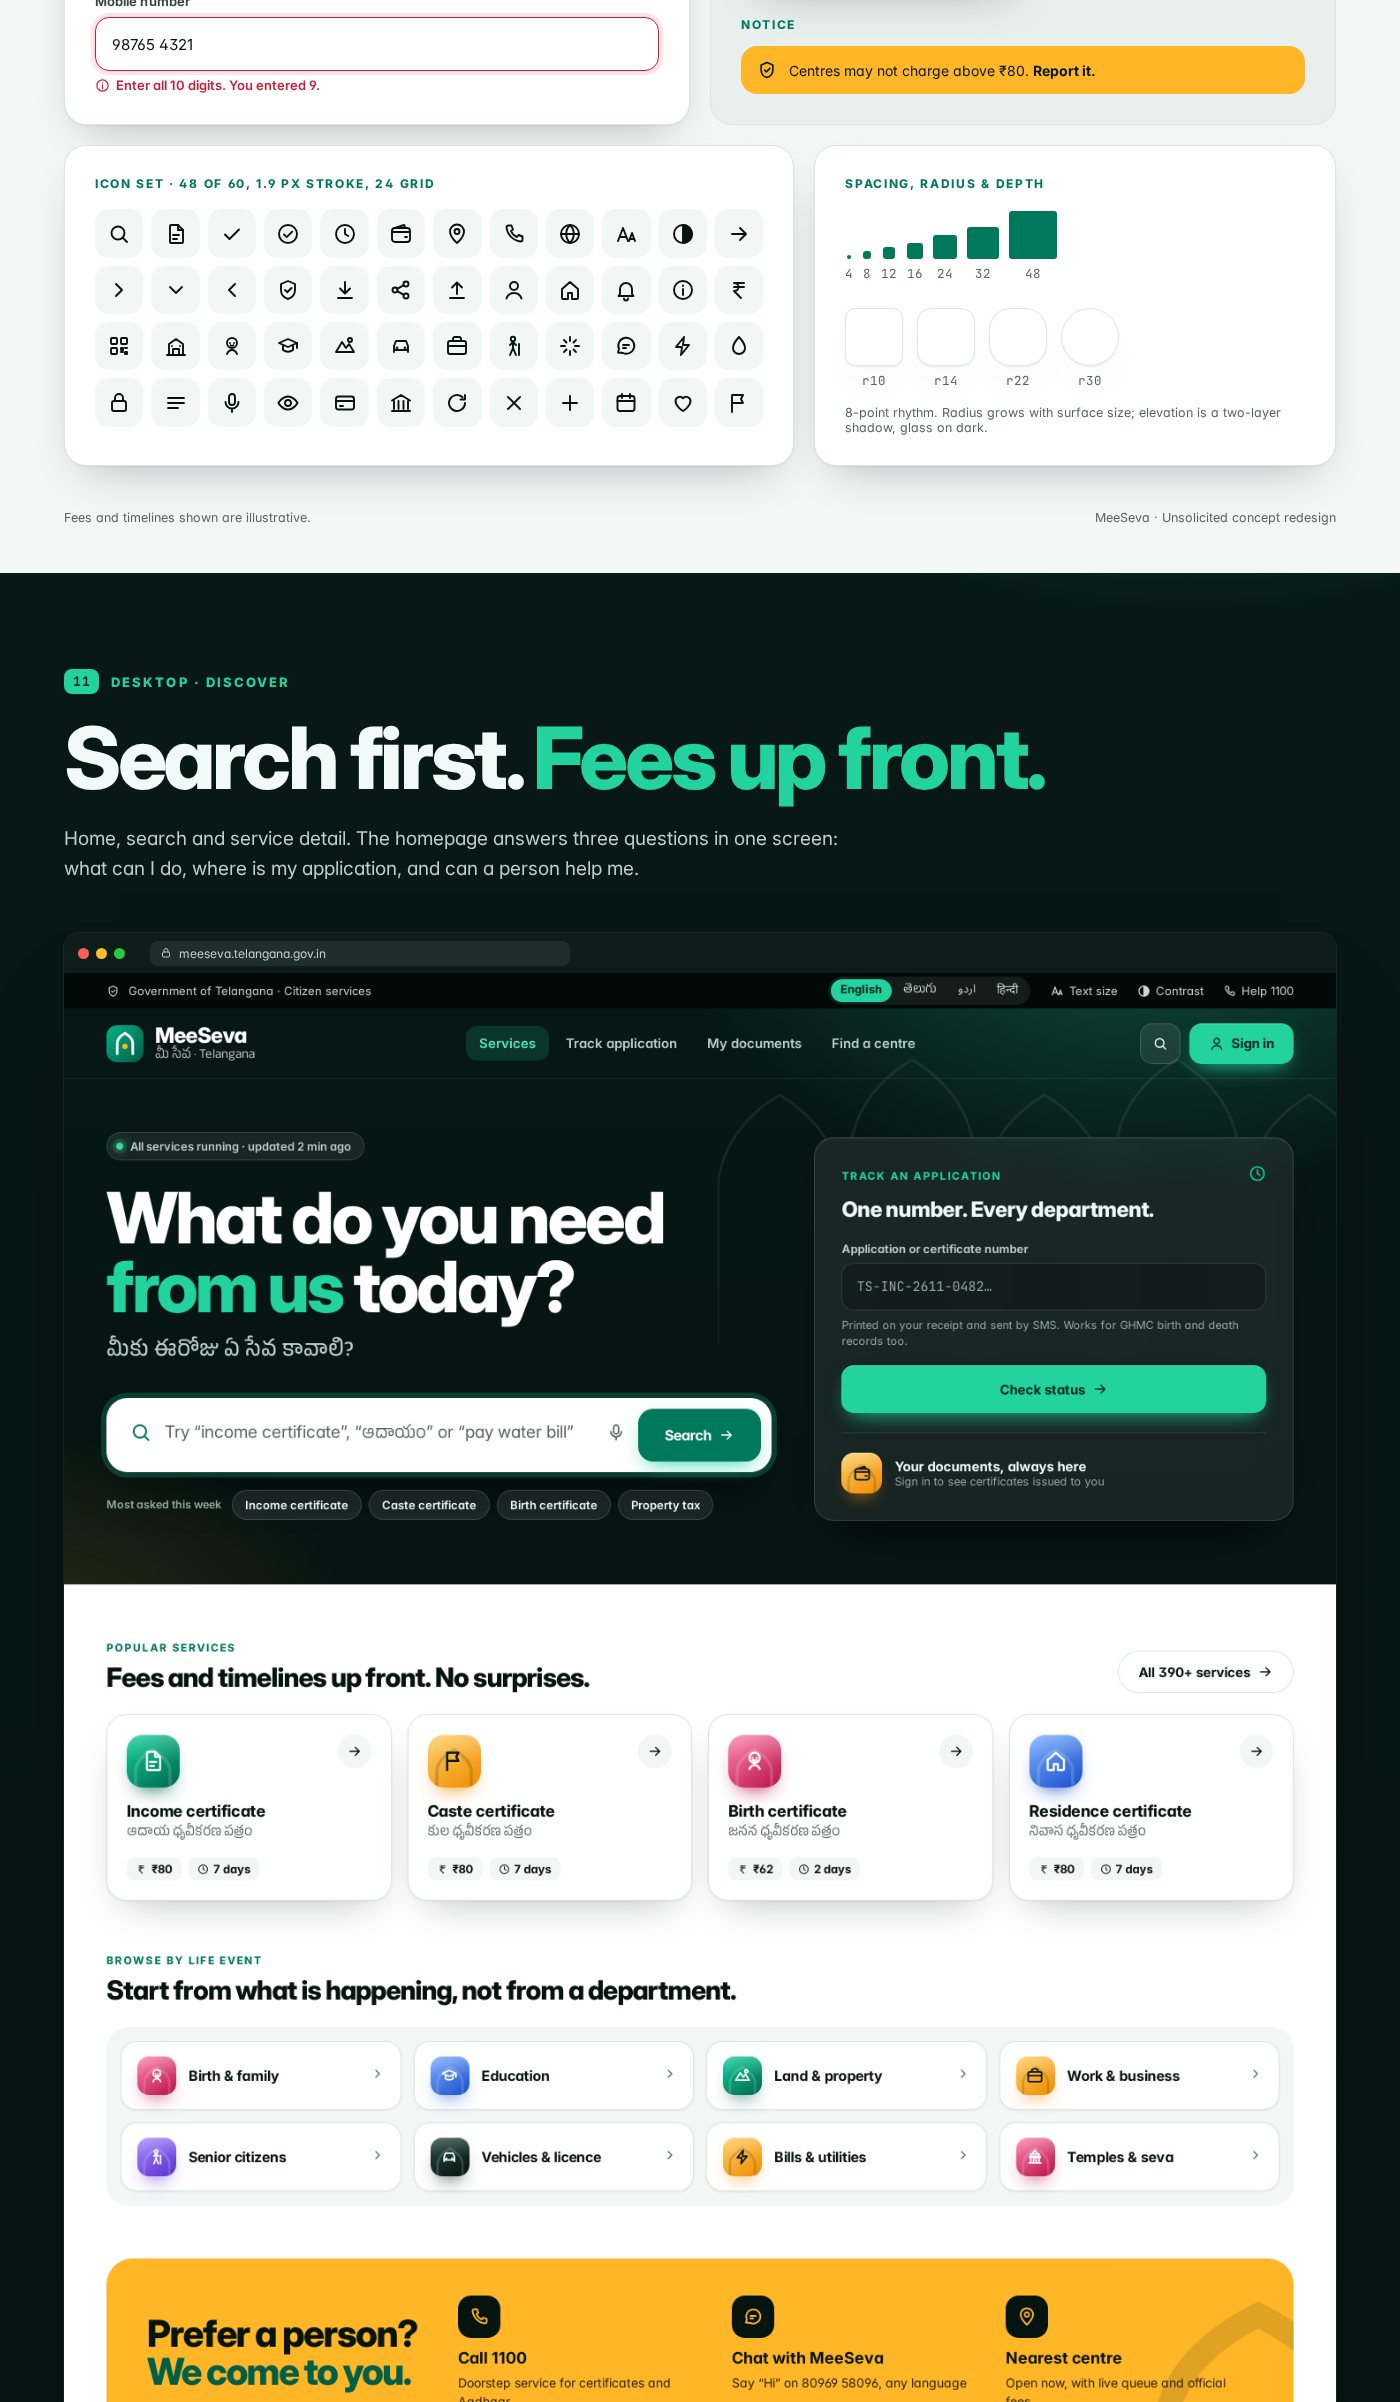 Mobile number
98765 4321
Enter all 10 digits. You entered 9.
NOTICE
Centres may not charge above ₹80. Report it.
ICON SET · 48 OF 60, 1.9 PX STROKE, 24 GRID
SPACING, RADIUS & DEPTH
4 8 12 16 24 32 48
r10 r14 r22 r30
8-point rhythm. Radius grows with surface size; elevation is a two-layer
shadow, glass on dark.
Fees and timelines shown are illustrative.
MeeSeva · Unsolicited concept redesign
11 DESKTOP · DISCOVER
Search first. Fees up front.
Home, search and service detail. The homepage answers three questions in one screen:
what can I do, where is my application, and can a person help me.
meeseva.telangana.gov.in
Government of Telangana · Citizen services
English తెలుగు اردو हिन्दी Text size Contrast Help 1100
MeeSeva
మీ సేవ · Telangana
Services Track application My documents Find a centre
Sign in
All services running · updated 2 min ago
What do you need
from us today?
మీకు ఈరోజు ఏ సేవ కావాలి?
Try “income certificate”, “ఆదాయం” or “pay water bill”
Search
Most asked this week Income certificate Caste certificate Birth certificate Property tax
TRACK AN APPLICATION
One number. Every department.
Application or certificate number
TS-INC-2611-0482…
Printed on your receipt and sent by SMS. Works for GHMC birth and death
records too.
Check status
Your documents, always here
Sign in to see certificates issued to you
POPULAR SERVICES
Fees and timelines up front. No surprises.
All 390+ services
Income certificate
ఆదాయ ధృవీకరణ పత్రం
₹ ₹80 7 days
Caste certificate
కుల ధృవీకరణ పత్రం
₹ ₹80 7 days
Birth certificate
జనన ధృవీకరణ పత్రం
₹ ₹62 2 days
Residence certificate
నివాస ధృవీకరణ పత్రం
₹ ₹80 7 days
BROWSE BY LIFE EVENT
Start from what is happening, not from a department.
Birth & family
Education
Land & property
Work & business
Senior citizens
Vehicles & licence
Bills & utilities
Temples & seva
Prefer a person?
We come to you.
Call 1100
Doorstep service for certificates and
Aadhaar
Chat with MeeSeva
Say “Hi” on 80969 58096, any language
Nearest centre
Open now, with live queue and official
fees